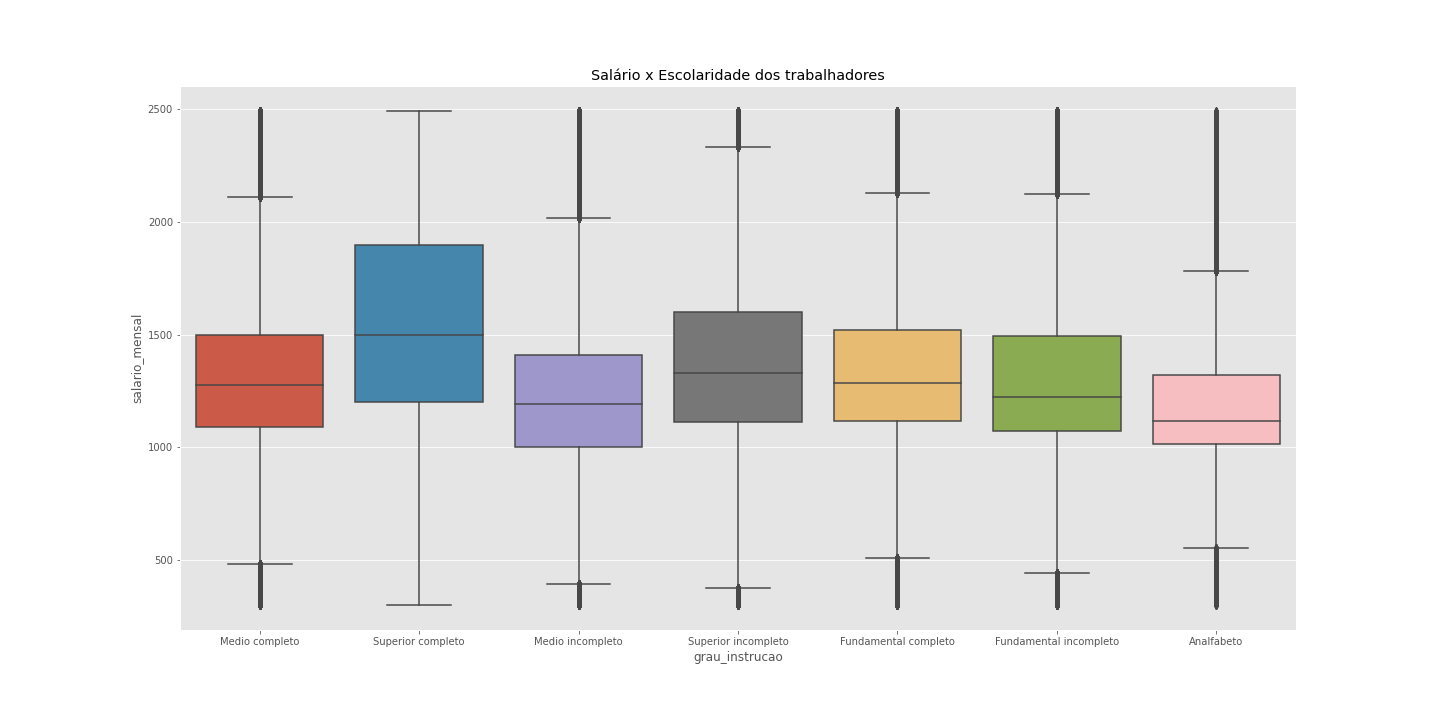 Salário x Escolaridade dos trabalhadores
2500
2000
1500
1000
500
salario_mensal
Medio completo
Superior completo
Medio incompleto
Superior incompleto
Fundamental completo
Fundamental incompleto
Analfabeto
grau_instrucao